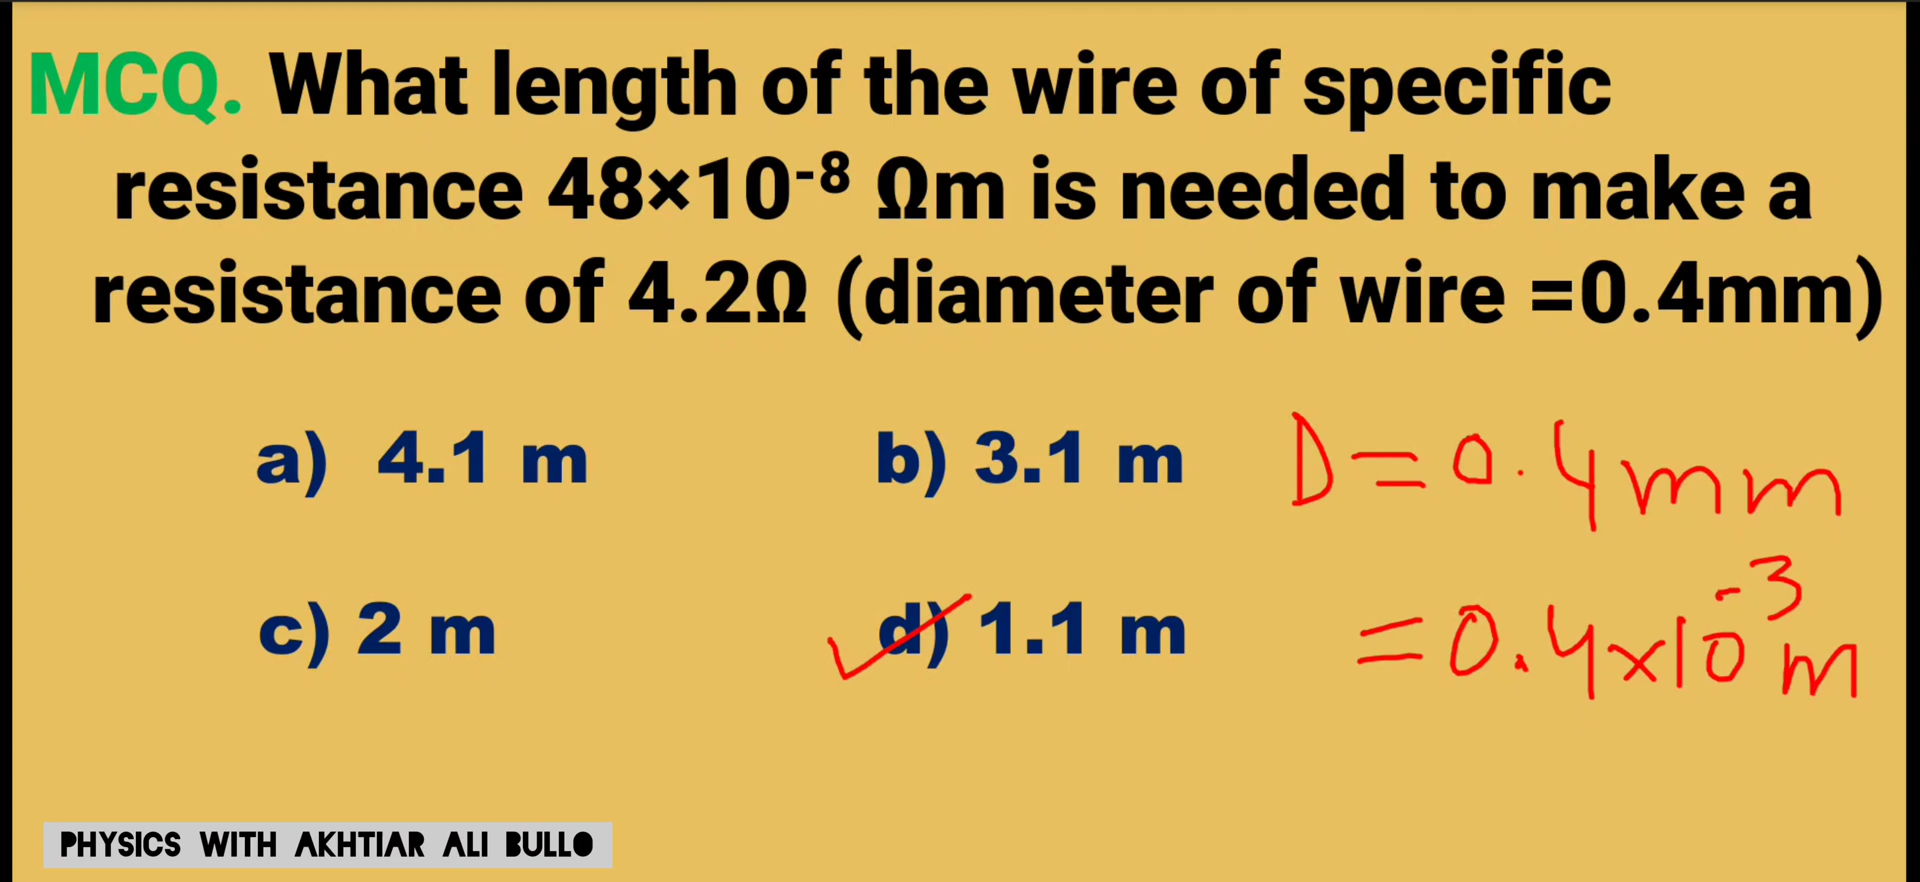 MCQ. What length of the wire of specific
resistance 48×10⁻⁸ Ωm is needed to make a
resistance of 4.2Ω (diameter of wire =0.4mm)
a) 4.1 m b) 3.1 m
D = 0.4mm
c) 2 m d) 1.1 m
= 0.4×10⁻³ m
PHYSICS WITH AKHTIAR ALI BULLO